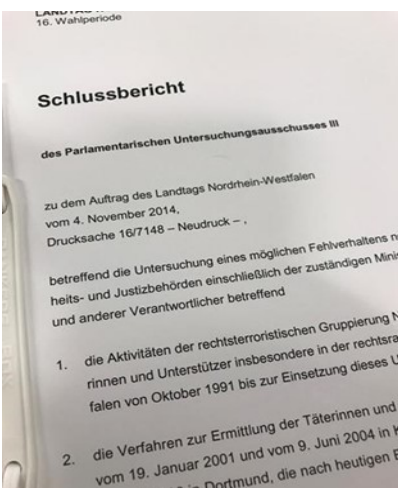 16. Wahlperiode
Schlussbericht
des Parlamentarischen Untersuchungsausschusses III
zu dem Auftrag des Landtags Nordrhein-Westfalen
vom 4. November 2014,
Drucksache 16/7148 – Neudruck – ,
betreffend die Untersuchung eines möglichen Fehlverhaltens
heits- und Justizbehörden einschließlich der zuständigen
und anderer Verantwortlicher betreffend
1. die Aktivitäten der rechtsterroristischen Gruppierung
rinnen und Unterstützer insbesondere in der
falen von Oktober 1991 bis zur Einsetzung dieses
2. die Verfahren zur Ermittlung der Täterinnen und
vom 19. Januar 2001 und vom 9. Juni 2004 in
in Dortmund, die nach heutigen